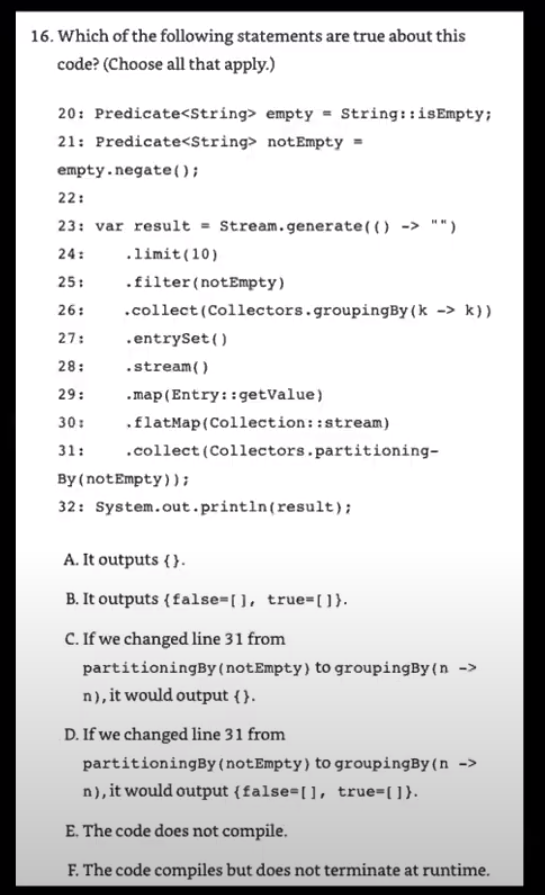 16. Which of the following statements are true about this
code? (Choose all that apply.)
20: Predicate<String> empty = String::isEmpty;
21: Predicate<String> notEmpty =
empty.negate();
22:
23: var result = Stream.generate(() -> "")
24:    .limit(10)
25:    .filter(notEmpty)
26:    .collect(Collectors.groupingBy(k -> k))
27:    .entrySet()
28:    .stream()
29:    .map(Entry::getValue)
30:    .flatMap(Collection::stream)
31:    .collect(Collectors.partitioning-
By(notEmpty));
32: System.out.println(result);
A. It outputs {}.
B. It outputs {false=[], true=[]}.
C. If we changed line 31 from
partitioningBy(notEmpty) to groupingBy(n ->
n), it would output {}.
D. If we changed line 31 from
partitioningBy(notEmpty) to groupingBy(n ->
n), it would output {false=[], true=[]}.
E. The code does not compile.
F. The code compiles but does not terminate at runtime.